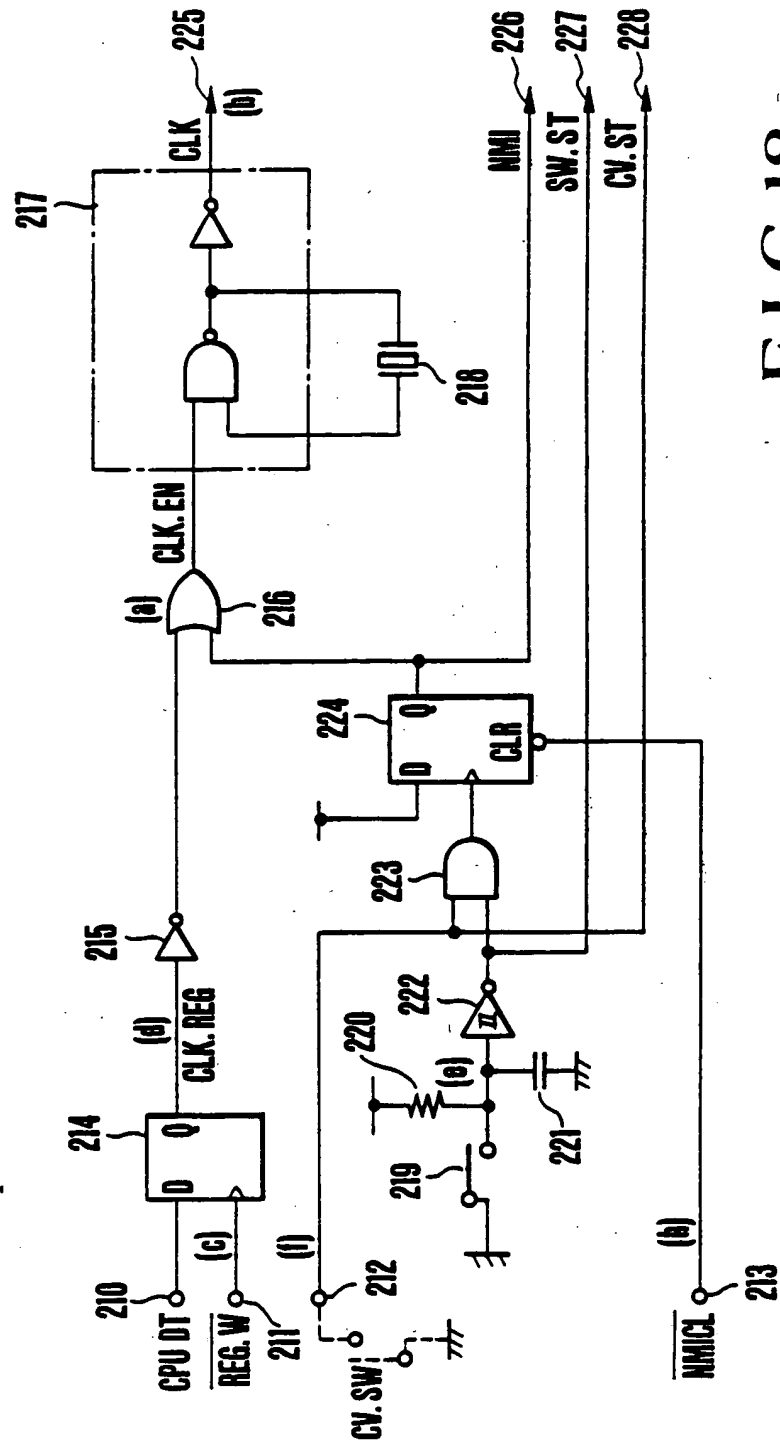 CPU DT
210
REG. W
211
(c)
D
Q
214
(d)
CLK. REG
215
(a)
216
CLK. EN
217
218
CLK
225
(b)
CV. SW
212
(f)
219
220
(e)
221
222
223
D
Q
CLR
224
NMI
226
SW. ST
227
CV. ST
228
NMICL
213
(h)